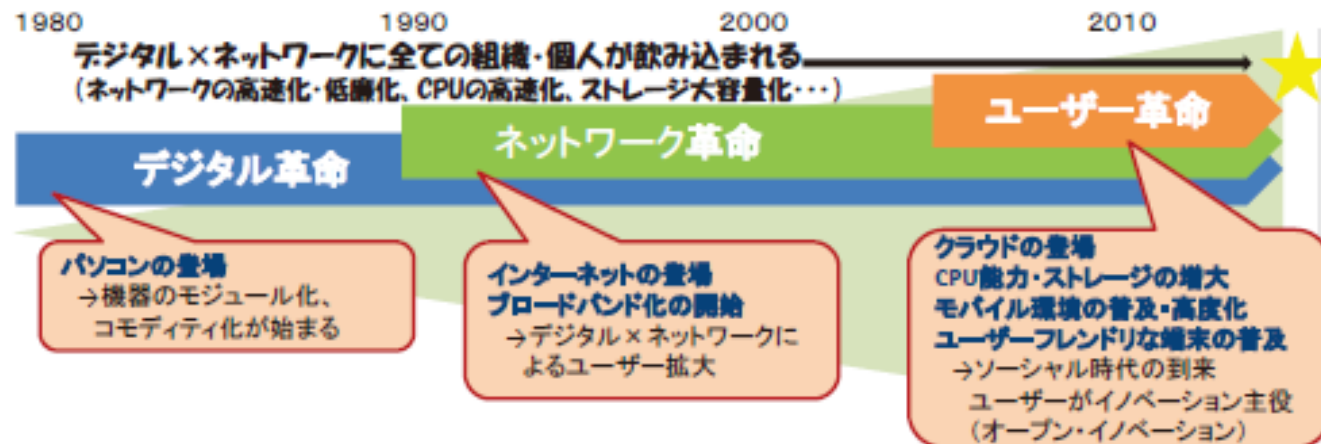 1980
1990
2000
2010
デジタル×ネットワークに全ての組織・個人が飲み込まれる
(ネットワークの高速化・低廉化、CPUの高速化、ストレージ大容量化・・・)
ユーザー革命
ネットワーク革命
デジタル革命
パソコンの登場
→機器のモジュール化、
コモディティ化が始まる
インターネットの登場
ブロードバンド化の開始
→デジタル×ネットワークに
よるユーザー拡大
クラウドの登場
CPU能力・ストレージの増大
モバイル環境の普及・高度化
ユーザーフレンドリな端末の普及
→ソーシャル時代の到来
ユーザーがイノベーション主役
(オープン・イノベーション)